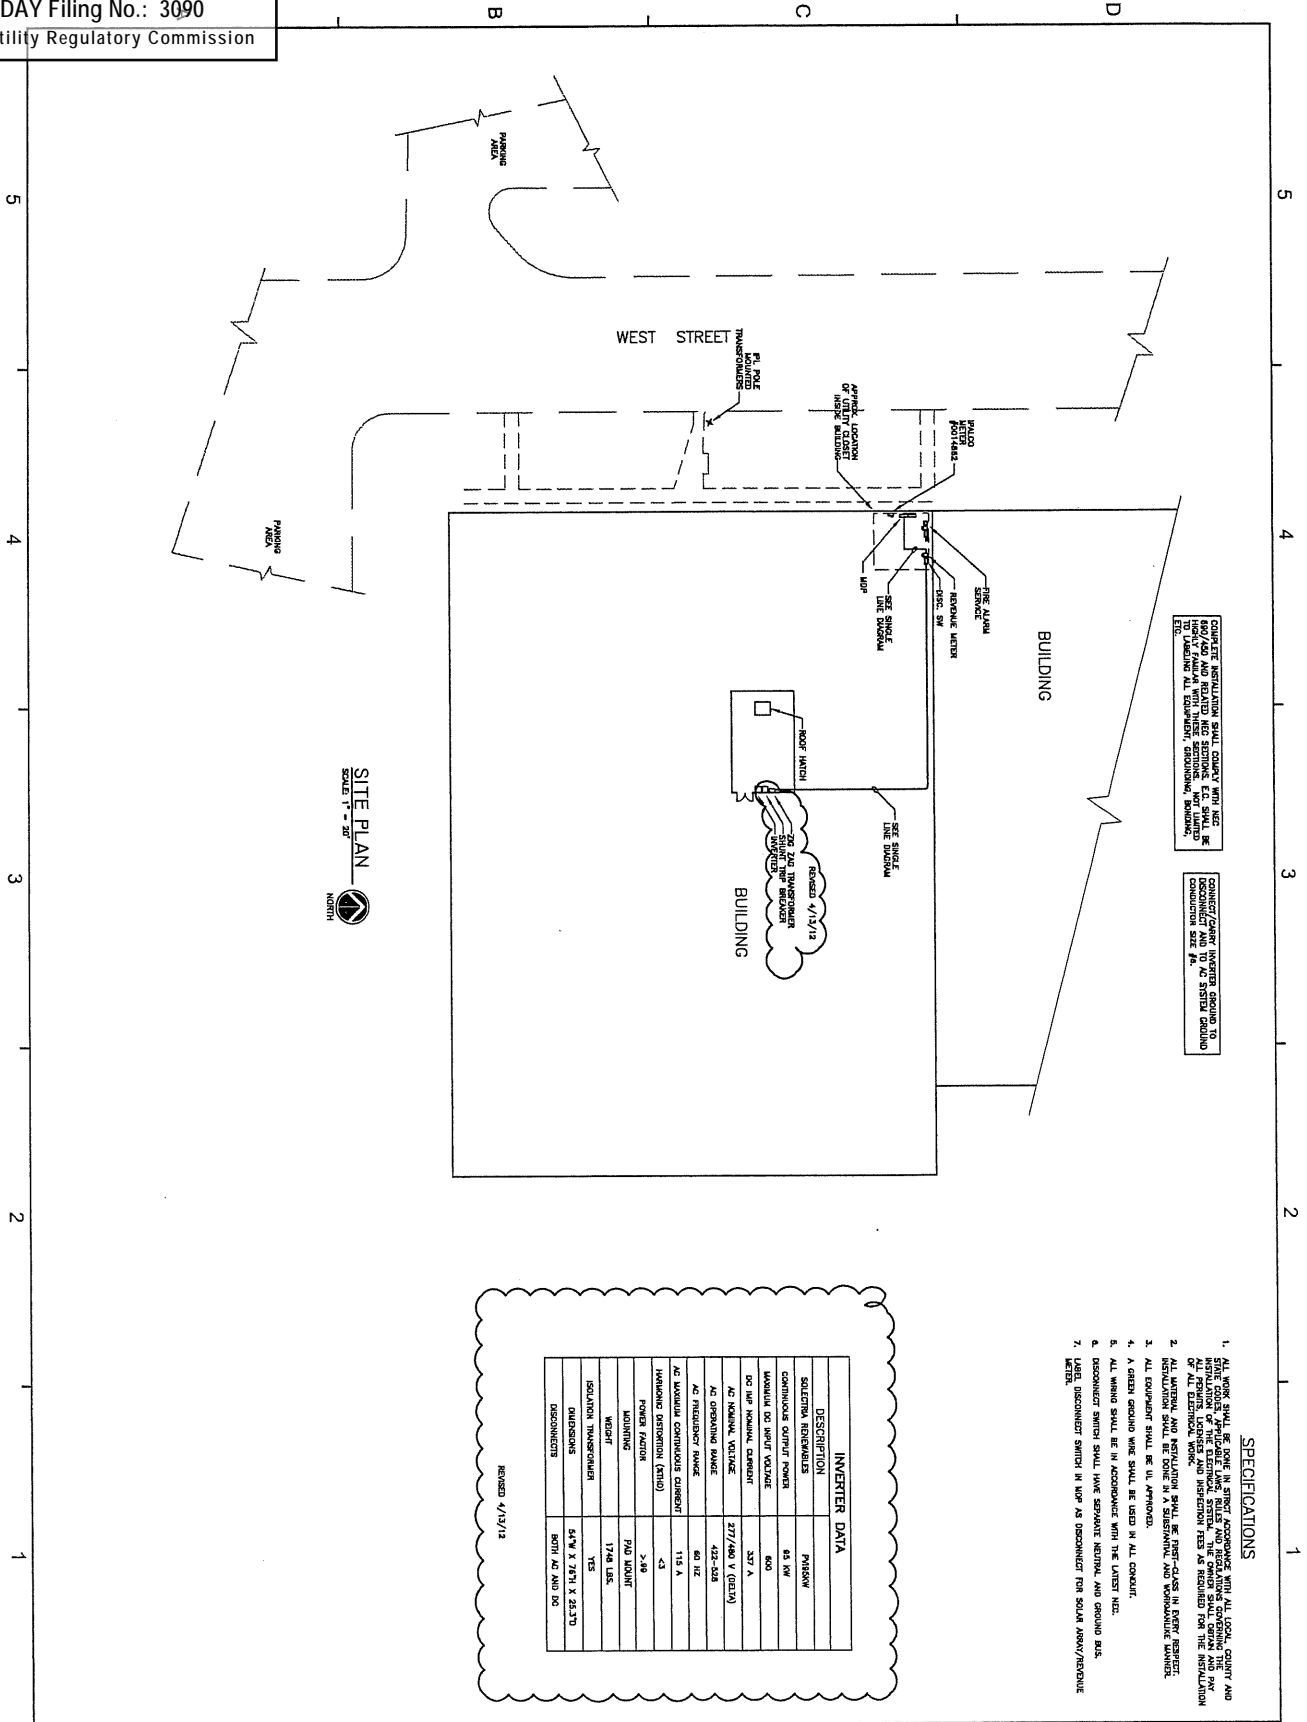 DAY Filing No.: 3090
tility Regulatory Commission
B
C
D
5
4
3
2
1
5
4
3
2
1
PARKING
AREA
WEST STREET
IPL POLE
MOUNTED
TRANSFORMERS
APPROX. LOCATION
OF UTILITY CLOSET
INSIDE BUILDING
IPALCO
METER
PARKING
AREA
FIRE ALARM
SERVICE
REVENUE METER
DISC. SW
SEE SINGLE
LINE DIAGRAM
MDP
BUILDING
ROOF HATCH
SEE SINGLE
LINE DIAGRAM
REVISED 4/13/12
ZIG ZAG TRANSFORMER
SHUNT TRIP BREAKER
INVERTER
BUILDING
SITE PLAN
SCALE: 1" = 20'
NORTH
COMPLETE INSTALLATION SHALL COMPLY WITH NEC
690/450 AND RELATED NEC SECTIONS. E.C. SHALL BE
HIGHLY FAMILIAR WITH THESE SECTIONS. NOT LIMITED
TO LABELING ALL EQUIPMENT, GROUNDING, BONDING,
ETC.
CONNECT/CARRY INVERTER GROUND TO
DISCONNECT AND TO AC SYSTEM GROUND
CONDUCTOR SIZE #8.
SPECIFICATIONS
1. ALL WORK SHALL BE DONE IN STRICT ACCORDANCE WITH ALL LOCAL, COUNTY AND
STATE CODES, APPLICABLE LAWS, RULES AND REGULATIONS GOVERNING THE
INSTALLATION OF THE ELECTRICAL SYSTEM. THE OWNER SHALL OBTAIN AND PAY
ALL PERMITS, LICENSES AND INSPECTION FEES AS REQUIRED FOR THE INSTALLATION
OF ALL ELECTRICAL WORK.
2. ALL MATERIAL AND INSTALLATION SHALL BE FIRST-CLASS IN EVERY RESPECT.
INSTALLATION SHALL BE DONE IN A SUBSTANTIAL AND WORKMANLIKE MANNER.
3. ALL EQUIPMENT SHALL BE UL APPROVED.
4. A GREEN GROUND WIRE SHALL BE USED IN ALL CONDUIT.
5. ALL WIRING SHALL BE IN ACCORDANCE WITH THE LATEST NEC.
6. DISCONNECT SWITCH SHALL HAVE SEPARATE NEUTRAL AND GROUND BUS.
7. LABEL DISCONNECT SWITCH IN MDP AS DISCONNECT FOR SOLAR ARRAY/REVENUE
METER.
INVERTER DATA
DESCRIPTION
SOLECTRIA RENEWABLES PVI95KW
CONTINUOUS OUTPUT POWER 95 KW
MAXIMUM DC INPUT VOLTAGE 600
DC IMP NOMINAL CURRENT 337 A
AC NOMINAL VOLTAGE 277/480 V (DELTA)
AC OPERATING RANGE 422-528
AC FREQUENCY RANGE 60 HZ
AC MAXIMUM CONTINUOUS CURRENT 115 A
HARMONIC DISTORTION (%THD) <3
POWER FACTOR >.99
MOUNTING PAD MOUNT
WEIGHT 1748 LBS.
ISOLATION TRANSFORMER YES
DIMENSIONS 54"W X 76"H X 25.3"D
DISCONNECTS BOTH AC AND DC
REVISED 4/13/12